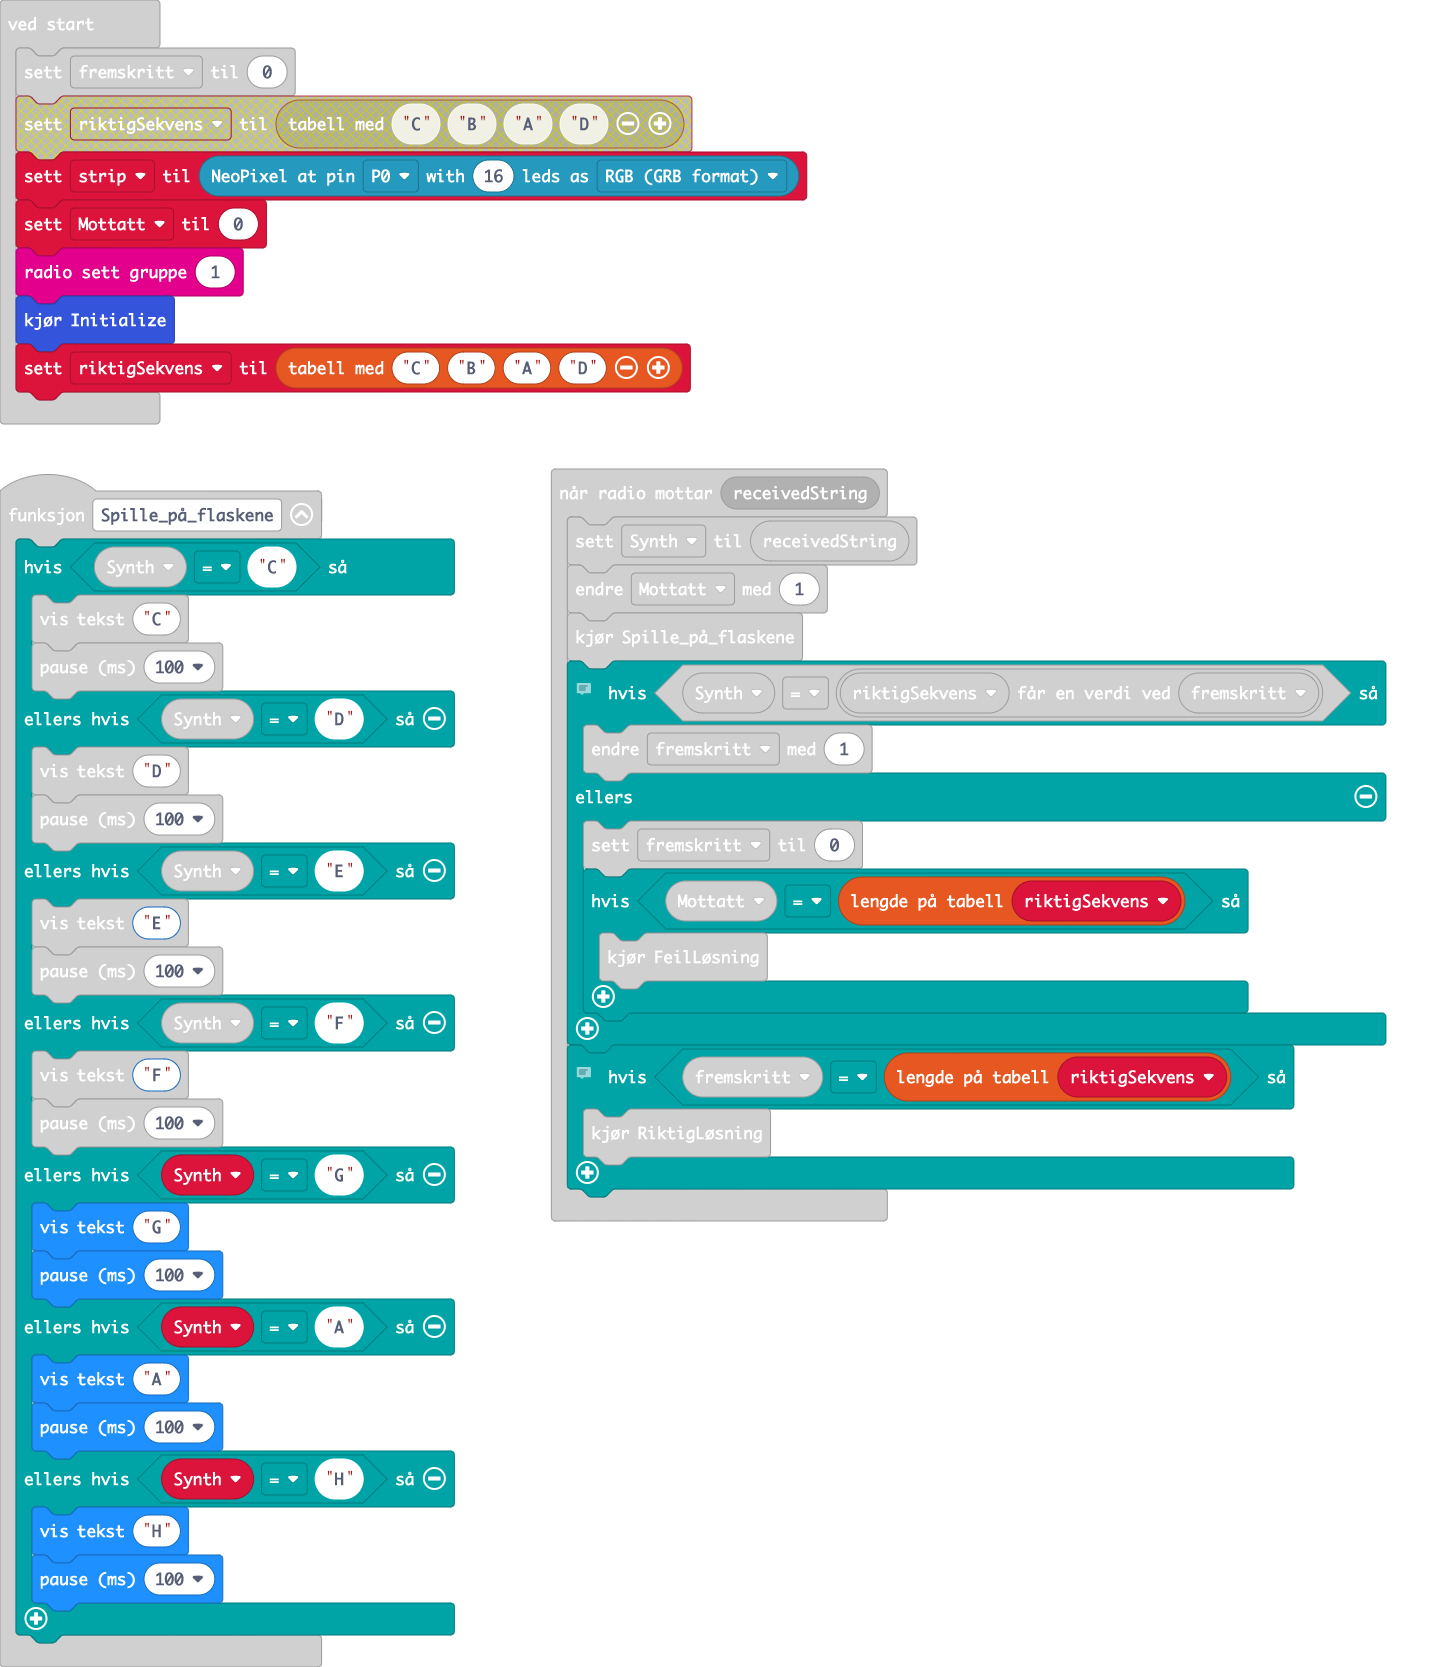 ved start
sett fremskritt til 0
sett riktigSekvens til tabell med "C" "B" "A" "D"
sett strip til NeoPixel at pin P0 with 16 leds as RGB (GRB format)
sett Mottatt til 0
radio sett gruppe 1
kjør Initialize
sett riktigSekvens til tabell med "C" "B" "A" "D"
funksjon Spille_på_flaskene
hvis Synth = "C" så
vis tekst "C"
pause (ms) 100
ellers hvis Synth = "D" så
vis tekst "D"
pause (ms) 100
ellers hvis Synth = "E" så
vis tekst "E"
pause (ms) 100
ellers hvis Synth = "F" så
vis tekst "F"
pause (ms) 100
ellers hvis Synth = "G" så
vis tekst "G"
pause (ms) 100
ellers hvis Synth = "A" så
vis tekst "A"
pause (ms) 100
ellers hvis Synth = "H" så
vis tekst "H"
pause (ms) 100
når radio mottar receivedString
sett Synth til receivedString
endre Mottatt med 1
kjør Spille_på_flaskene
hvis Synth = riktigSekvens får en verdi ved fremskritt så
endre fremskritt med 1
ellers
sett fremskritt til 0
hvis Mottatt = lengde på tabell riktigSekvens så
kjør FeilLøsning
hvis fremskritt = lengde på tabell riktigSekvens så
kjør RiktigLøsning